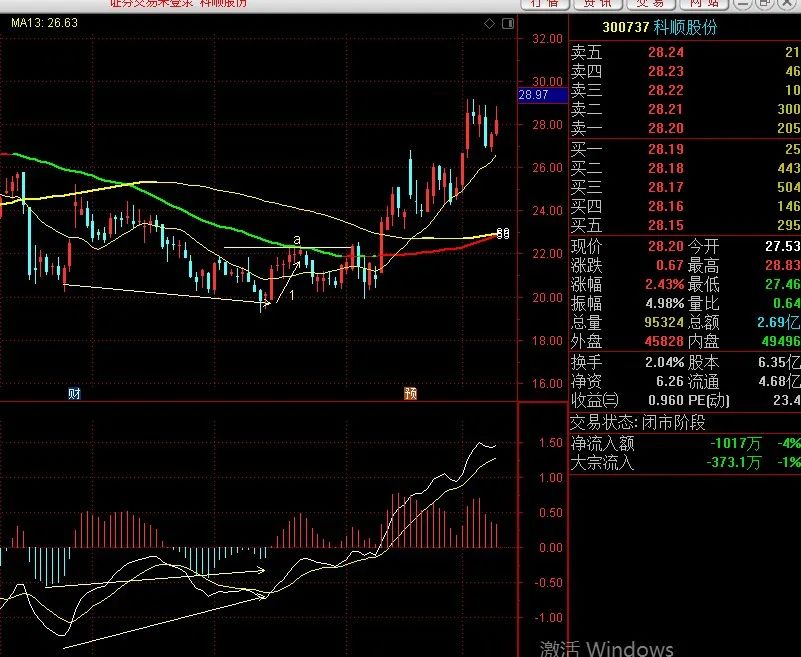 证券交易未登录 科顺股份
行情 资讯 交易 网站
MA13: 26.63
32.00
30.00
28.97
28.00
26.00
24.00
22.00
20.00
18.00
16.00
a
1
财
预
1.50
1.00
0.50
0.00
-0.50
-1.00
300737 科顺股份
卖五 28.24 21
卖四 28.23 46
卖三 28.22 10
卖二 28.21 300
卖一 28.20 205
买一 28.19 25
买二 28.18 443
买三 28.17 504
买四 28.16 146
买五 28.15 295
现价 28.20 今开 27.53
涨跌 0.67 最高 28.83
涨幅 2.43% 最低 27.46
振幅 4.98% 量比 0.64
总量 95324 总额 2.69亿
外盘 45828 内盘 49496
换手 2.04% 股本 6.35亿
净资 6.26 流通 4.68亿
收益㈢ 0.960 PE(动) 23.4
交易状态: 闭市阶段
净流入额 -1017万 -4%
大宗流入 -373.1万 -1%
激活 Windows